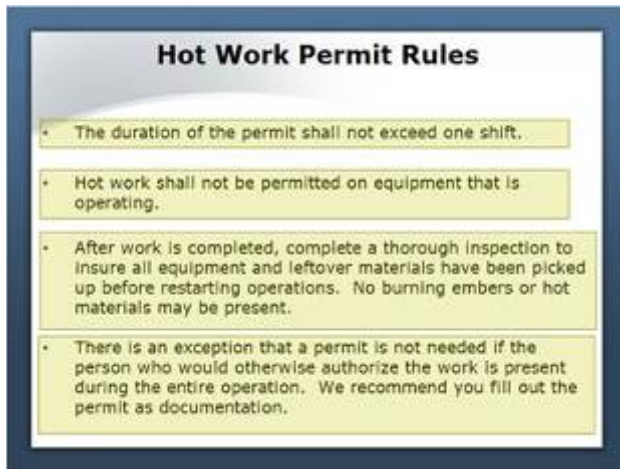 Hot Work Permit Rules
• The duration of the permit shall not exceed one shift.
• Hot work shall not be permitted on equipment that is
operating.
• After work is completed, complete a thorough inspection to
insure all equipment and leftover materials have been picked
up before restarting operations. No burning embers or hot
materials may be present.
• There is an exception that a permit is not needed if the
person who would otherwise authorize the work is present
during the entire operation. We recommend you fill out the
permit as documentation.